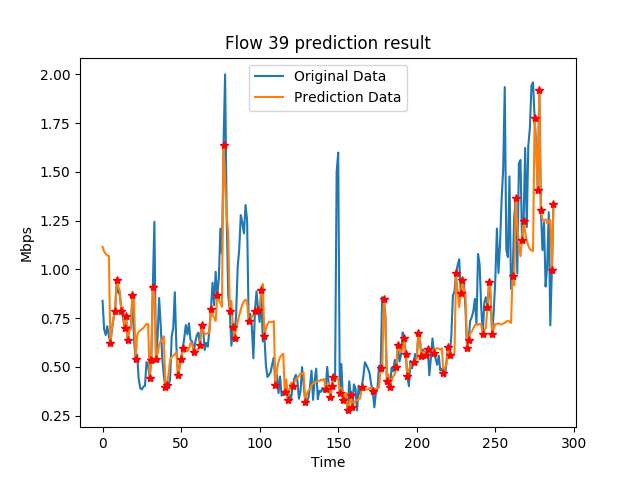 Flow 39 prediction result
Original Data
Prediction Data
2.00
1.75
1.50
1.25
1.00
0.75
0.50
0.25
Mbps
0 50 100 150 200 250 300
Time